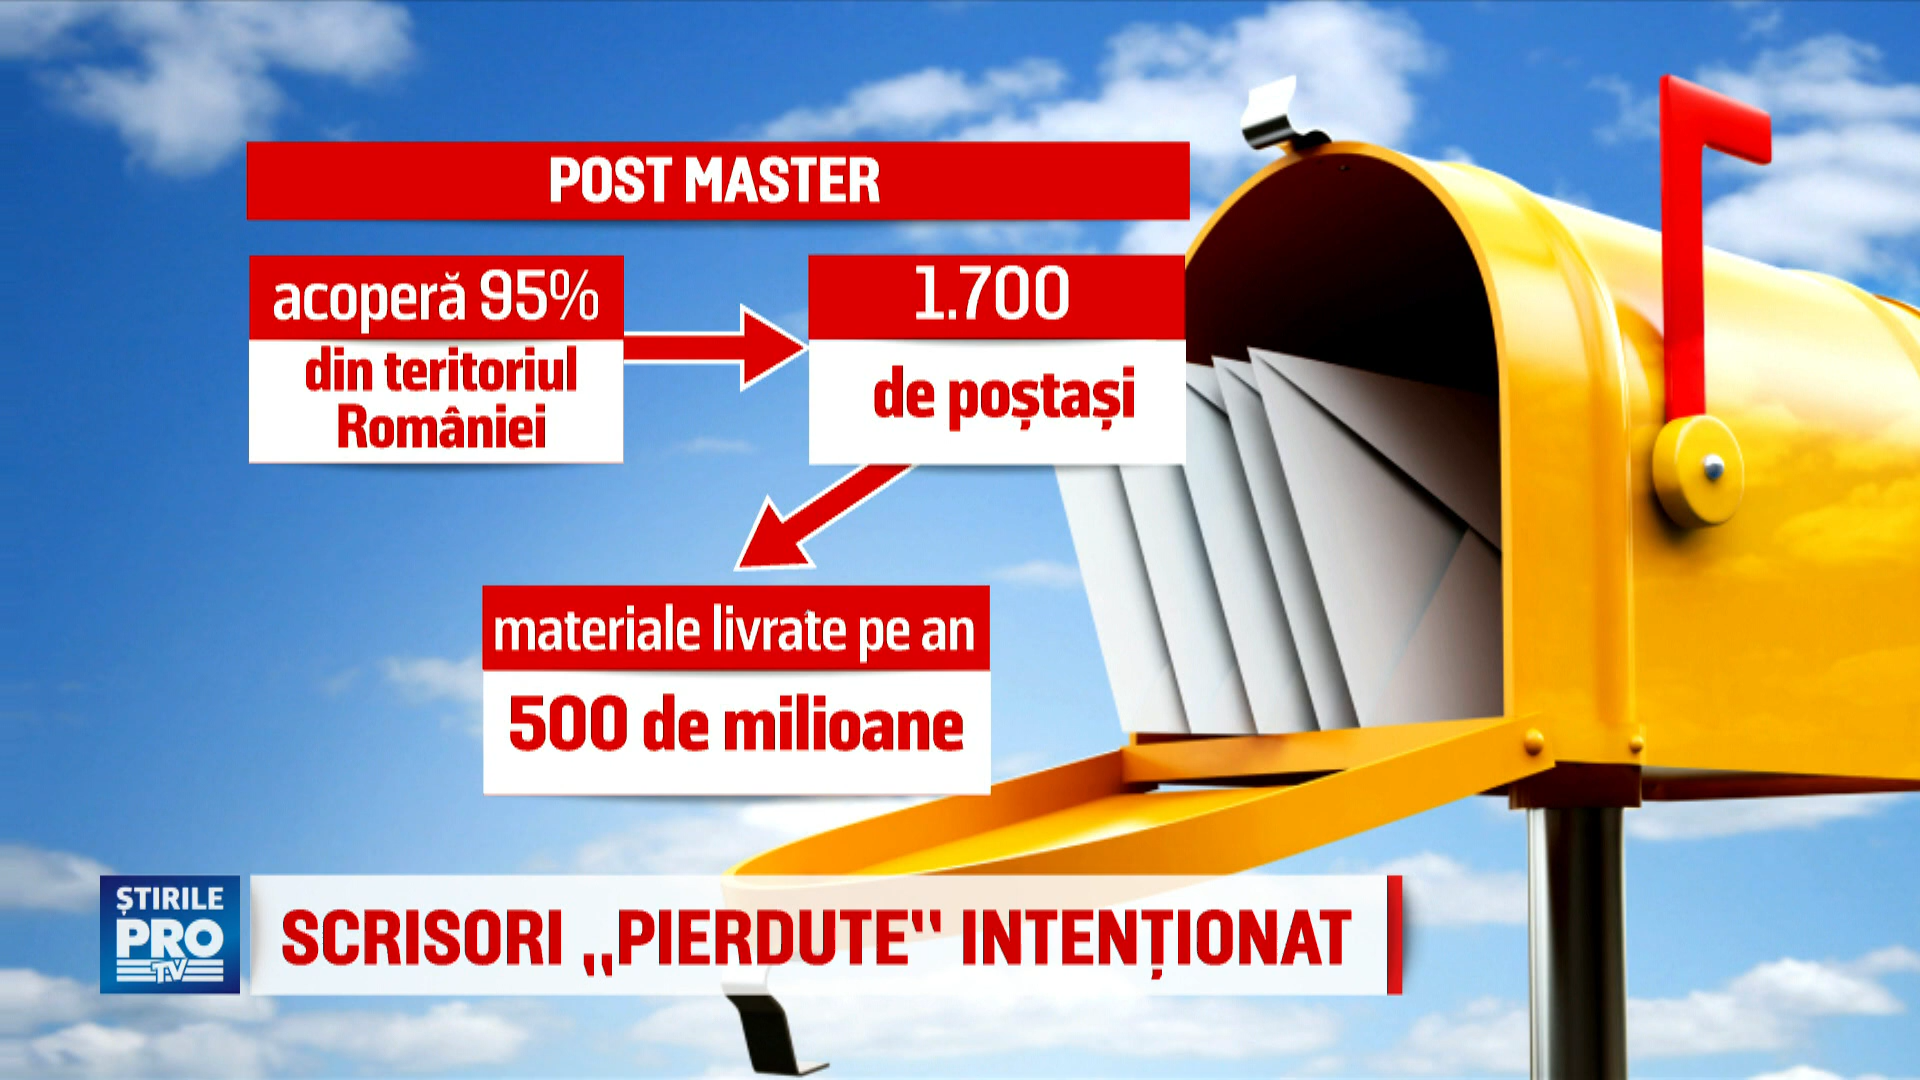 POST MASTER
acoperă 95%
din teritoriul
României
1.700
de poștași
materiale livrate pe an
500 de milioane
ȘTIRILE
PRO
TV
SCRISORI „PIERDUTE" INTENȚIONAT